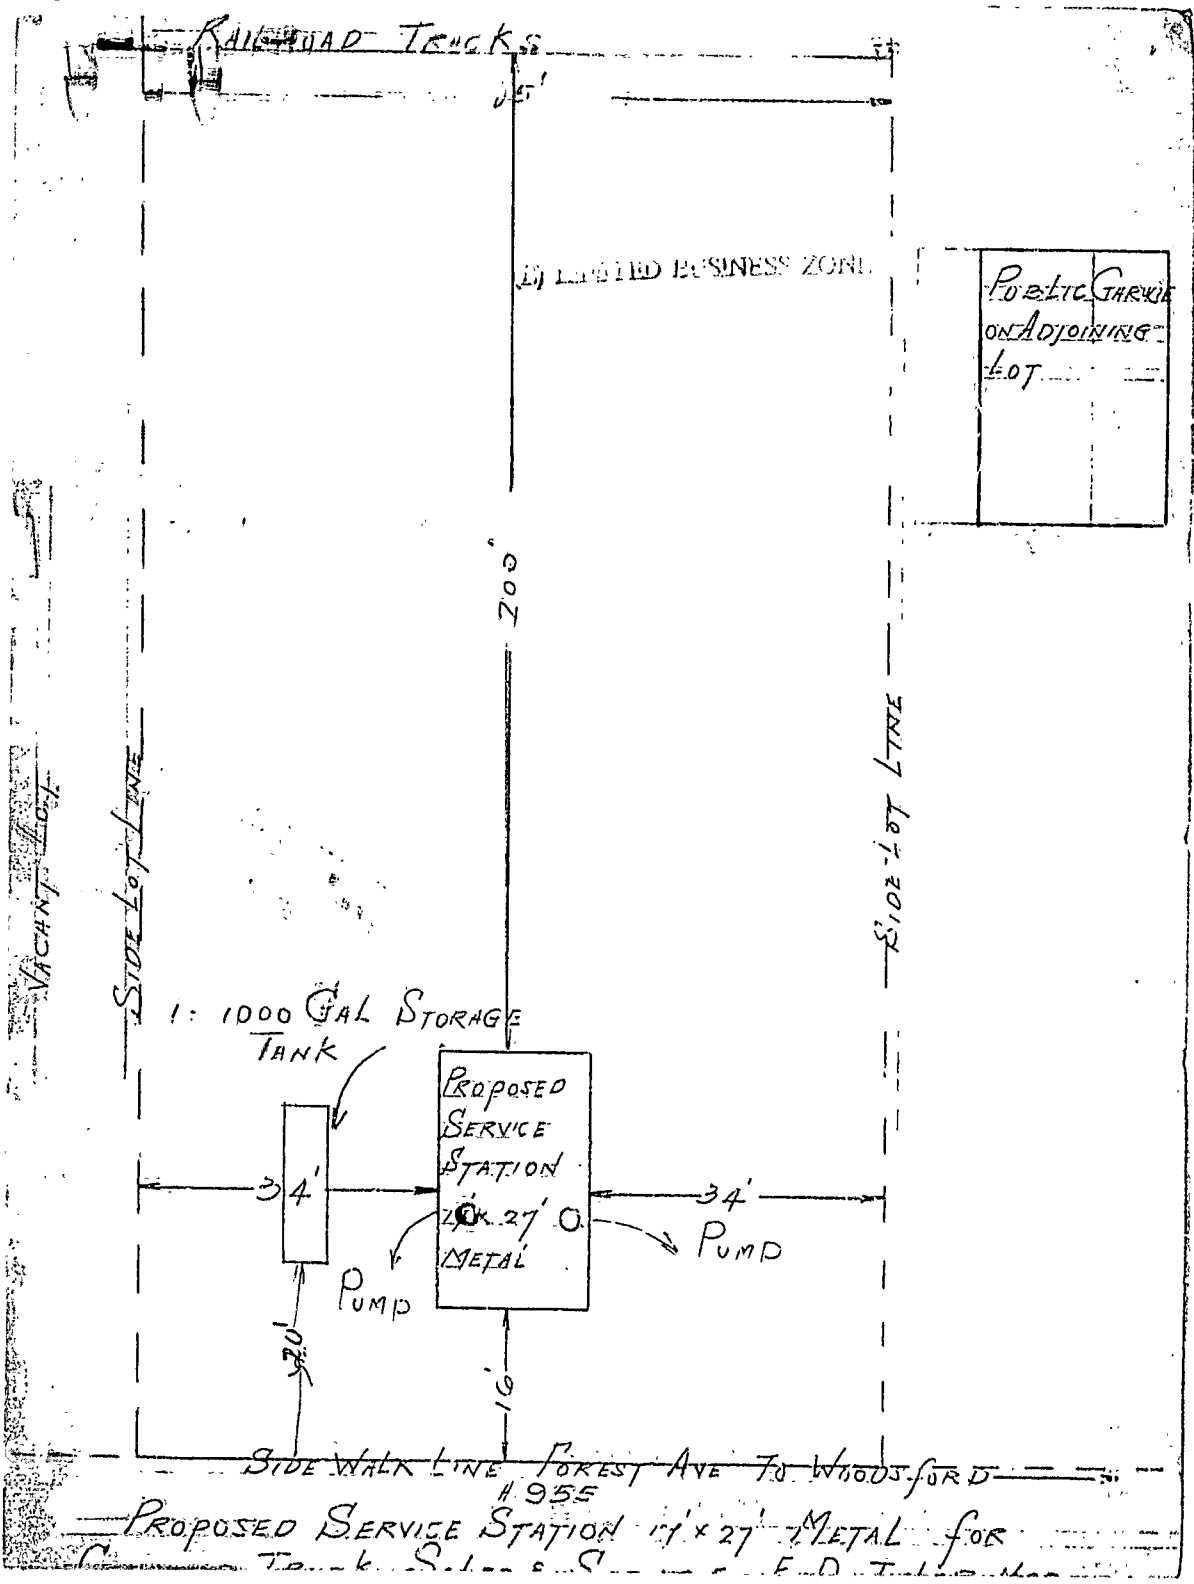 RAILROAD TRACKS
(L) LIMITED BUSINESS ZONE
PUBLIC GARAGE
ON ADJOINING
LOT
200'
VACANT LOT
SIDE LOT LINE
SIDE LOT LINE
1: 1000 GAL STORAGE
TANK
PROPOSED
SERVICE
STATION
27'
METAL
34'
34'
PUMP
PUMP
20'
16'
SIDE WALK LINE FOREST AVE TO WOODSFORD
# 955
PROPOSED SERVICE STATION 17' x 27' METAL for